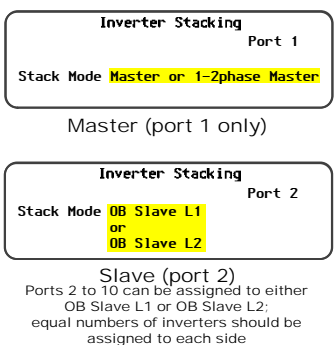 Inverter Stacking
Port 1
Stack Mode Master or 1-2phase Master
Master (port 1 only)
Inverter Stacking
Port 2
Stack Mode OB Slave L1
or
OB Slave L2
Slave (port 2)
Ports 2 to 10 can be assigned to either
OB Slave L1 or OB Slave L2;
equal numbers of inverters should be
assigned to each side